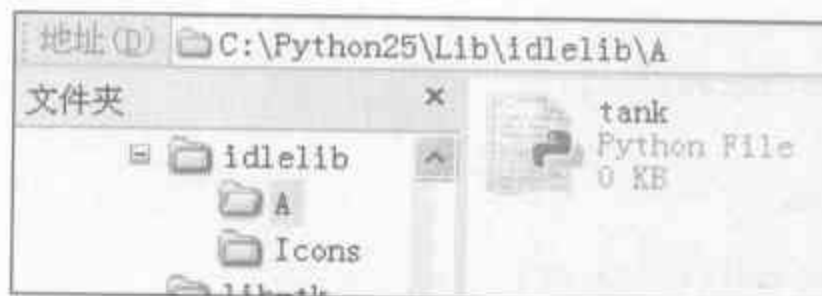 地址(D) C:\Python25\Lib\idlelib\A
文件夹 ×
idlelib
A
Icons
tank
Python File
0 KB